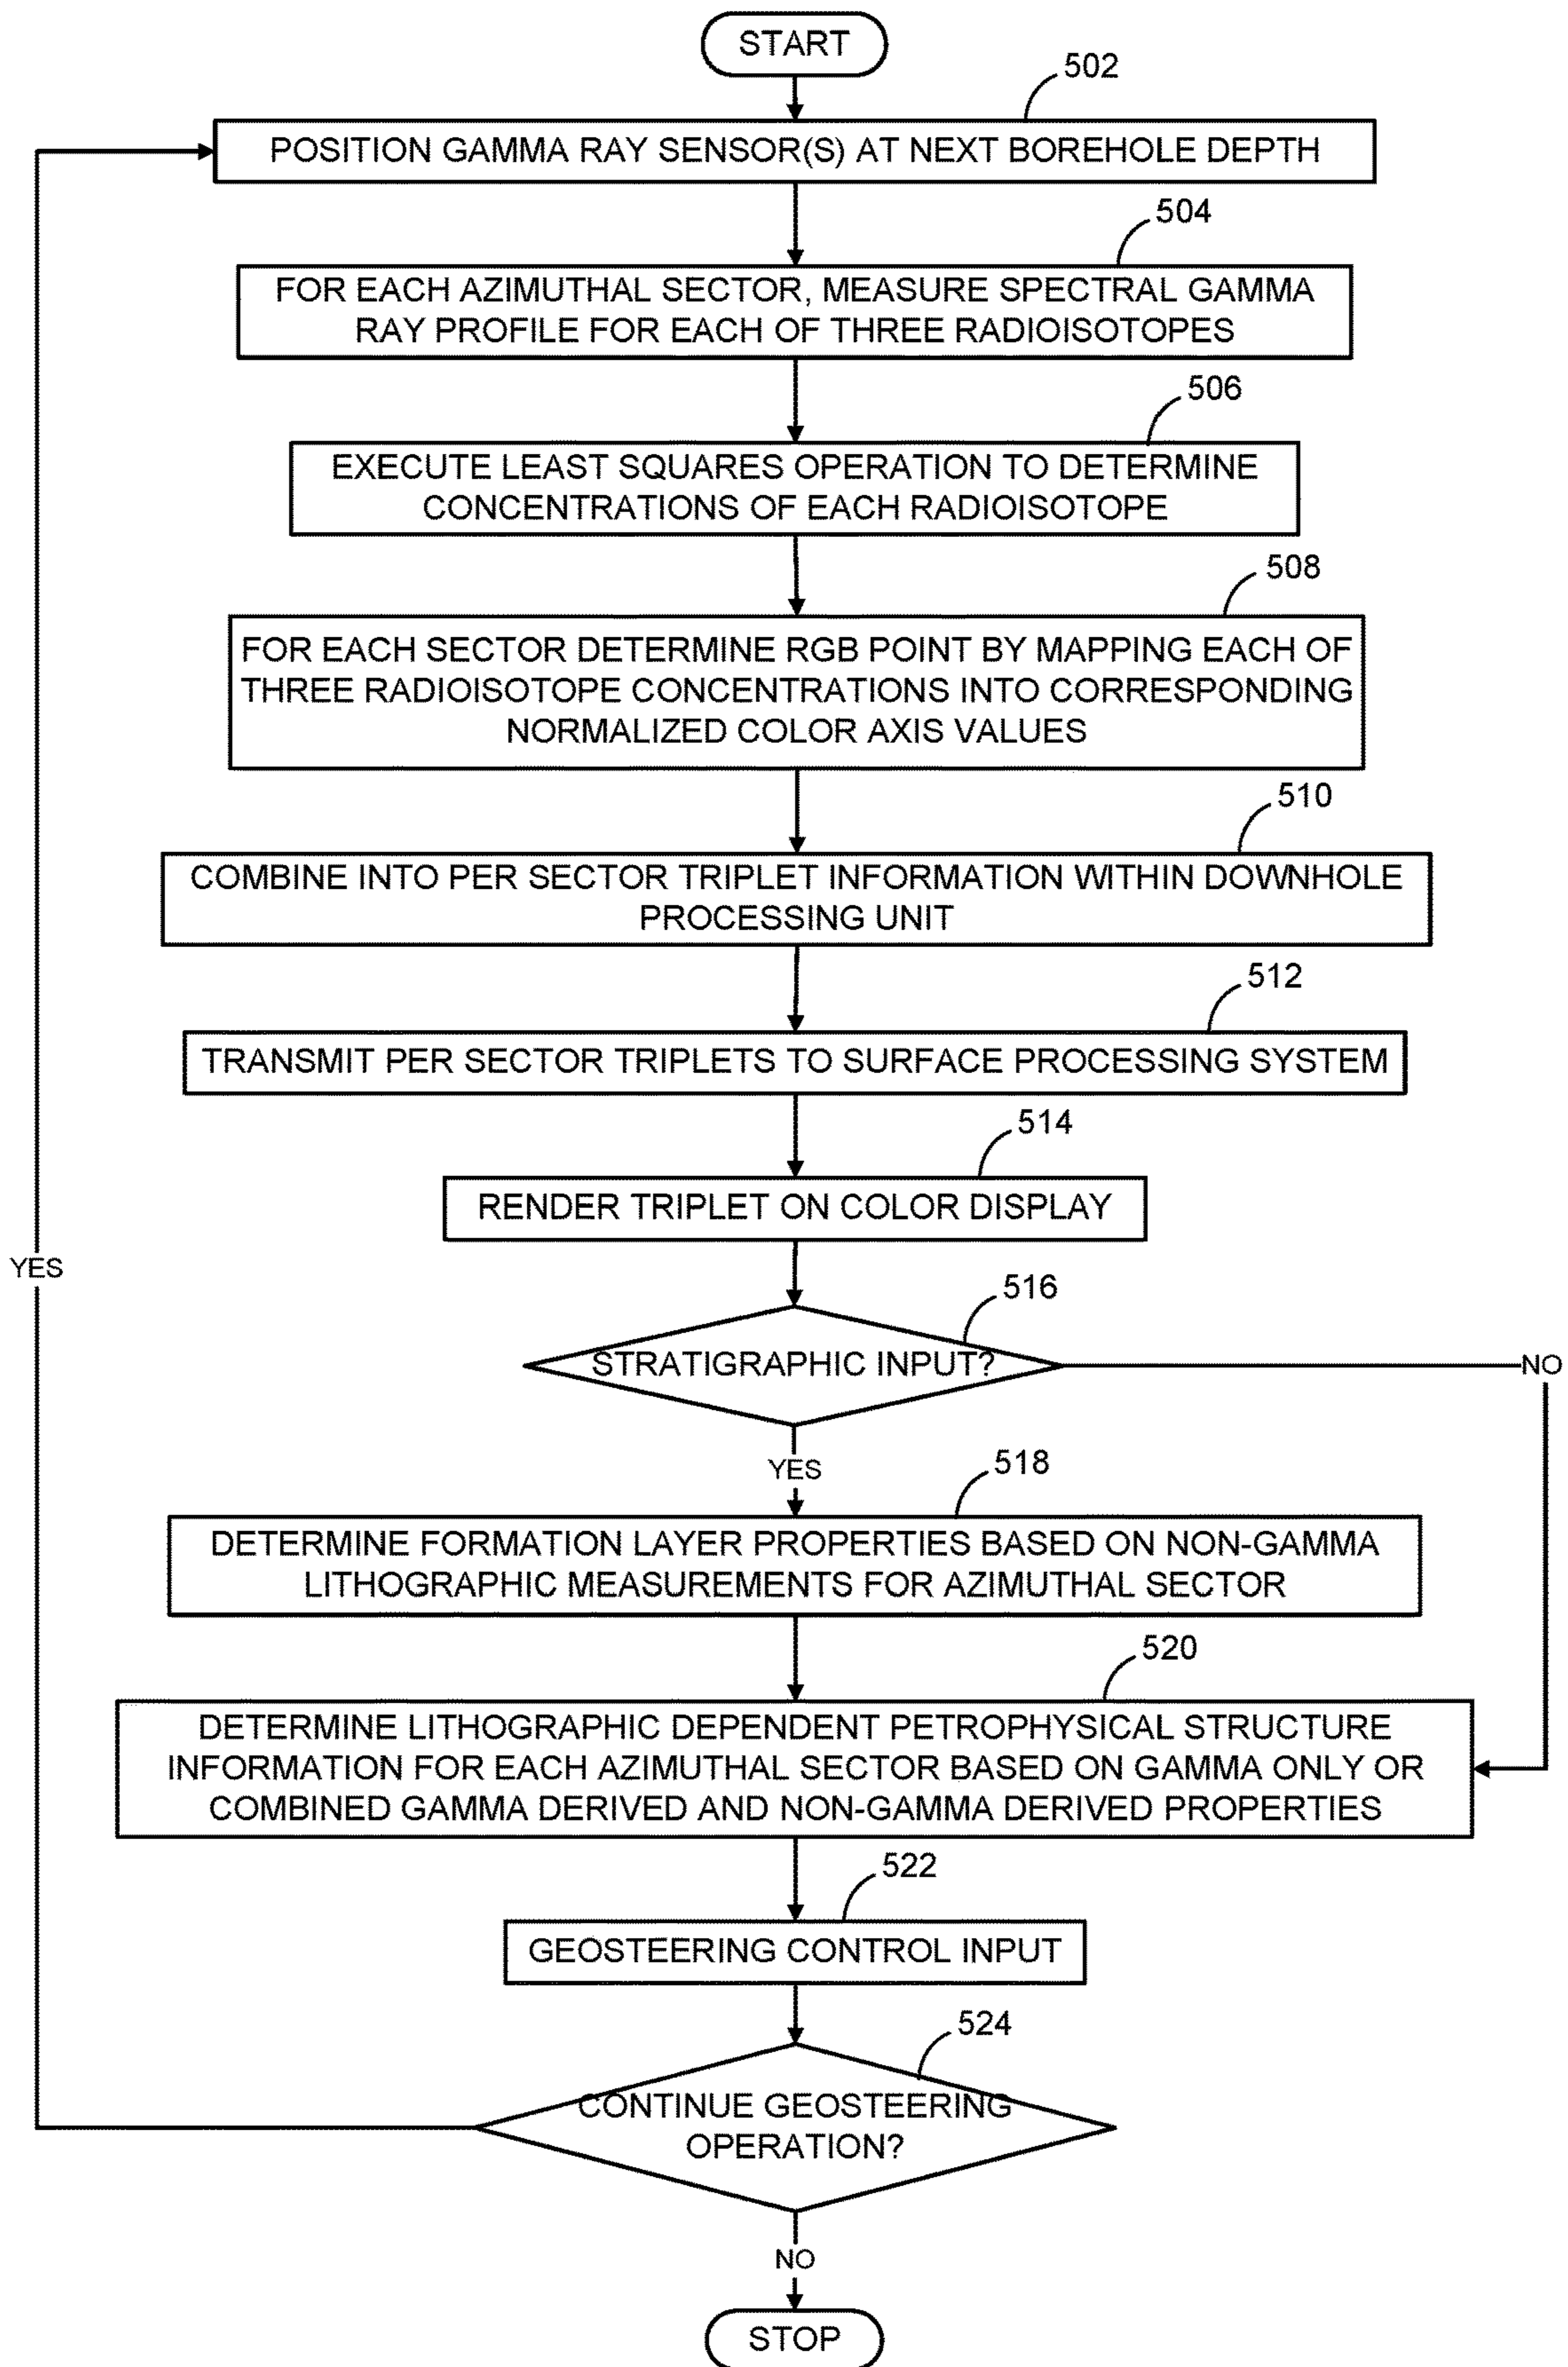 START
502
POSITION GAMMA RAY SENSOR(S) AT NEXT BOREHOLE DEPTH
504
FOR EACH AZIMUTHAL SECTOR, MEASURE SPECTRAL GAMMA
RAY PROFILE FOR EACH OF THREE RADIOISOTOPES
506
EXECUTE LEAST SQUARES OPERATION TO DETERMINE
CONCENTRATIONS OF EACH RADIOISOTOPE
508
FOR EACH SECTOR DETERMINE RGB POINT BY MAPPING EACH OF
THREE RADIOISOTOPE CONCENTRATIONS INTO CORRESPONDING
NORMALIZED COLOR AXIS VALUES
510
COMBINE INTO PER SECTOR TRIPLET INFORMATION WITHIN DOWNHOLE
PROCESSING UNIT
512
TRANSMIT PER SECTOR TRIPLETS TO SURFACE PROCESSING SYSTEM
514
RENDER TRIPLET ON COLOR DISPLAY
YES
516
STRATIGRAPHIC INPUT?
NO
YES
518
DETERMINE FORMATION LAYER PROPERTIES BASED ON NON-GAMMA
LITHOGRAPHIC MEASUREMENTS FOR AZIMUTHAL SECTOR
520
DETERMINE LITHOGRAPHIC DEPENDENT PETROPHYSICAL STRUCTURE
INFORMATION FOR EACH AZIMUTHAL SECTOR BASED ON GAMMA ONLY OR
COMBINED GAMMA DERIVED AND NON-GAMMA DERIVED PROPERTIES
522
GEOSTEERING CONTROL INPUT
524
CONTINUE GEOSTEERING
OPERATION?
NO
STOP